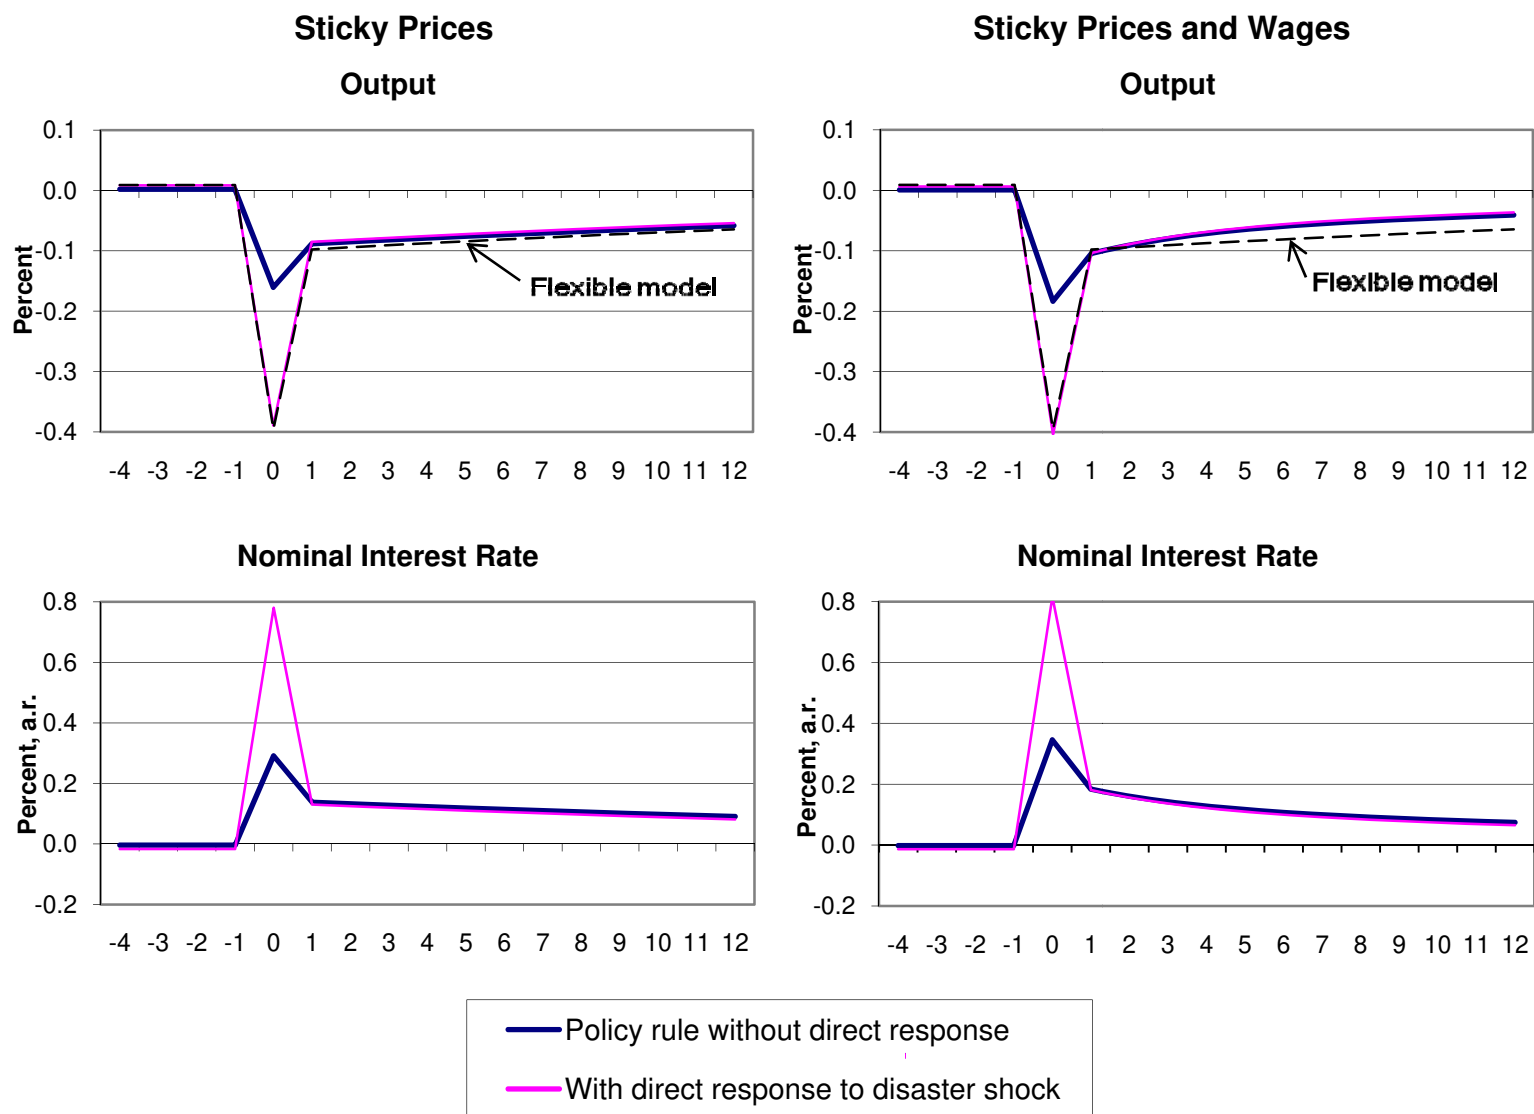 Sticky Prices
Sticky Prices and Wages
Output
Output
0.1
0.0
-0.1
-0.2
-0.3
-0.4
Percent
Flexible model
-4 -3 -2 -1 0 1 2 3 4 5 6 7 8 9 10 11 12
0.1
0.0
-0.1
-0.2
-0.3
-0.4
Percent
Flexible model
-4 -3 -2 -1 0 1 2 3 4 5 6 7 8 9 10 11 12
Nominal Interest Rate
Nominal Interest Rate
0.8
0.6
0.4
0.2
0.0
-0.2
Percent, a.r.
-4 -3 -2 -1 0 1 2 3 4 5 6 7 8 9 10 11 12
0.8
0.6
0.4
0.2
0.0
-0.2
Percent, a.r.
-4 -3 -2 -1 0 1 2 3 4 5 6 7 8 9 10 11 12
Policy rule without direct response
With direct response to disaster shock